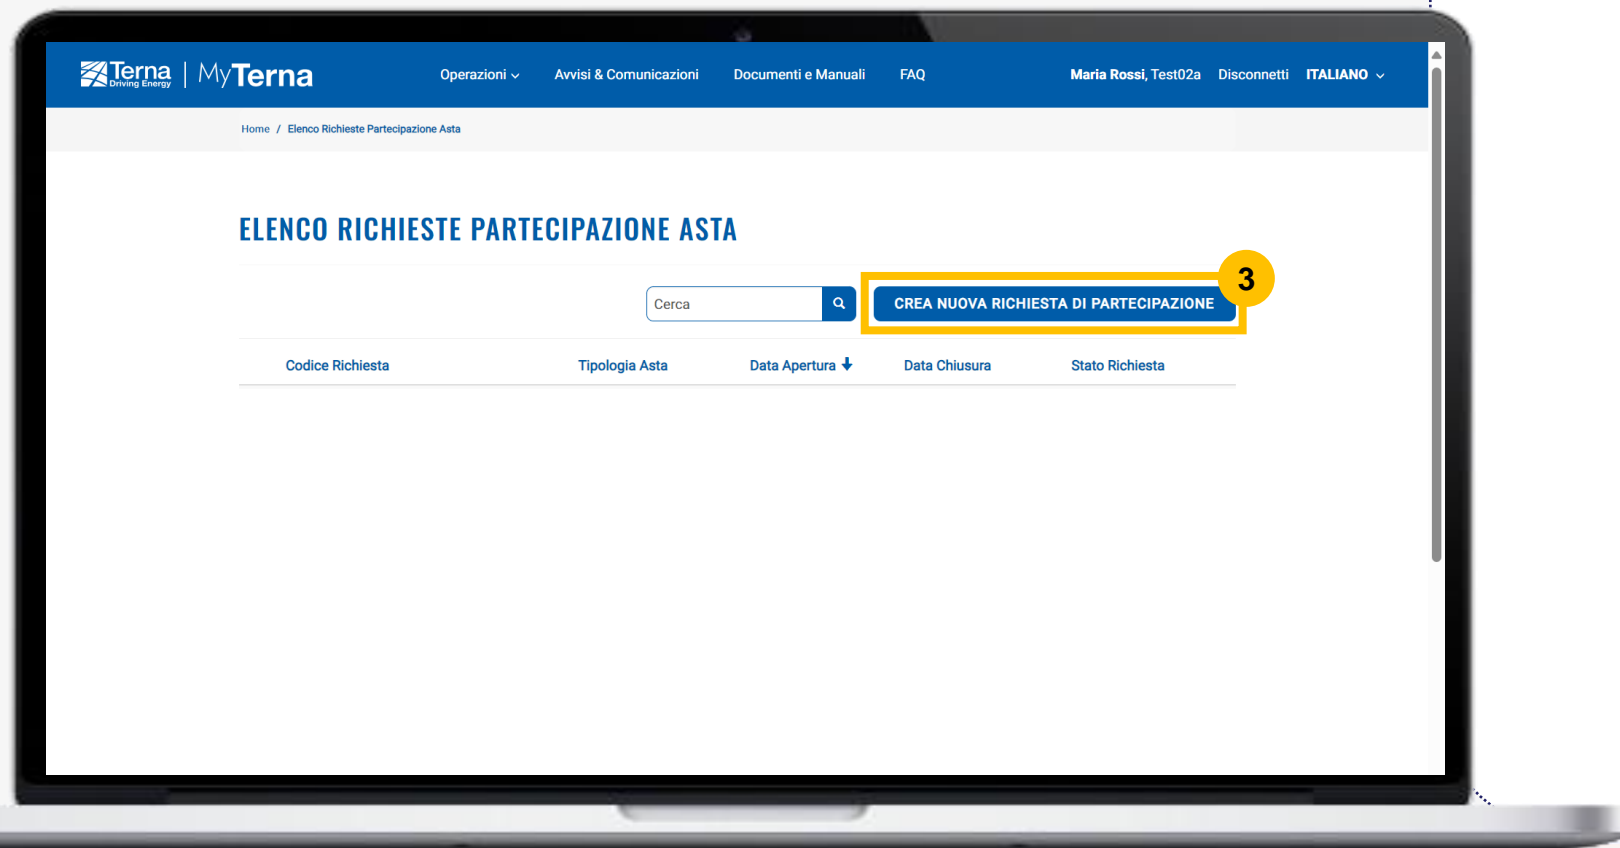 Terna
Driving Energy
MyTerna
Operazioni
Avvisi & Comunicazioni
Documenti e Manuali
FAQ
Maria Rossi, Test02a
Disconnetti
ITALIANO
Home / Elenco Richieste Partecipazione Asta
ELENCO RICHIESTE PARTECIPAZIONE ASTA
3
Cerca
CREA NUOVA RICHIESTA DI PARTECIPAZIONE
Codice Richiesta
Tipologia Asta
Data Apertura
Data Chiusura
Stato Richiesta